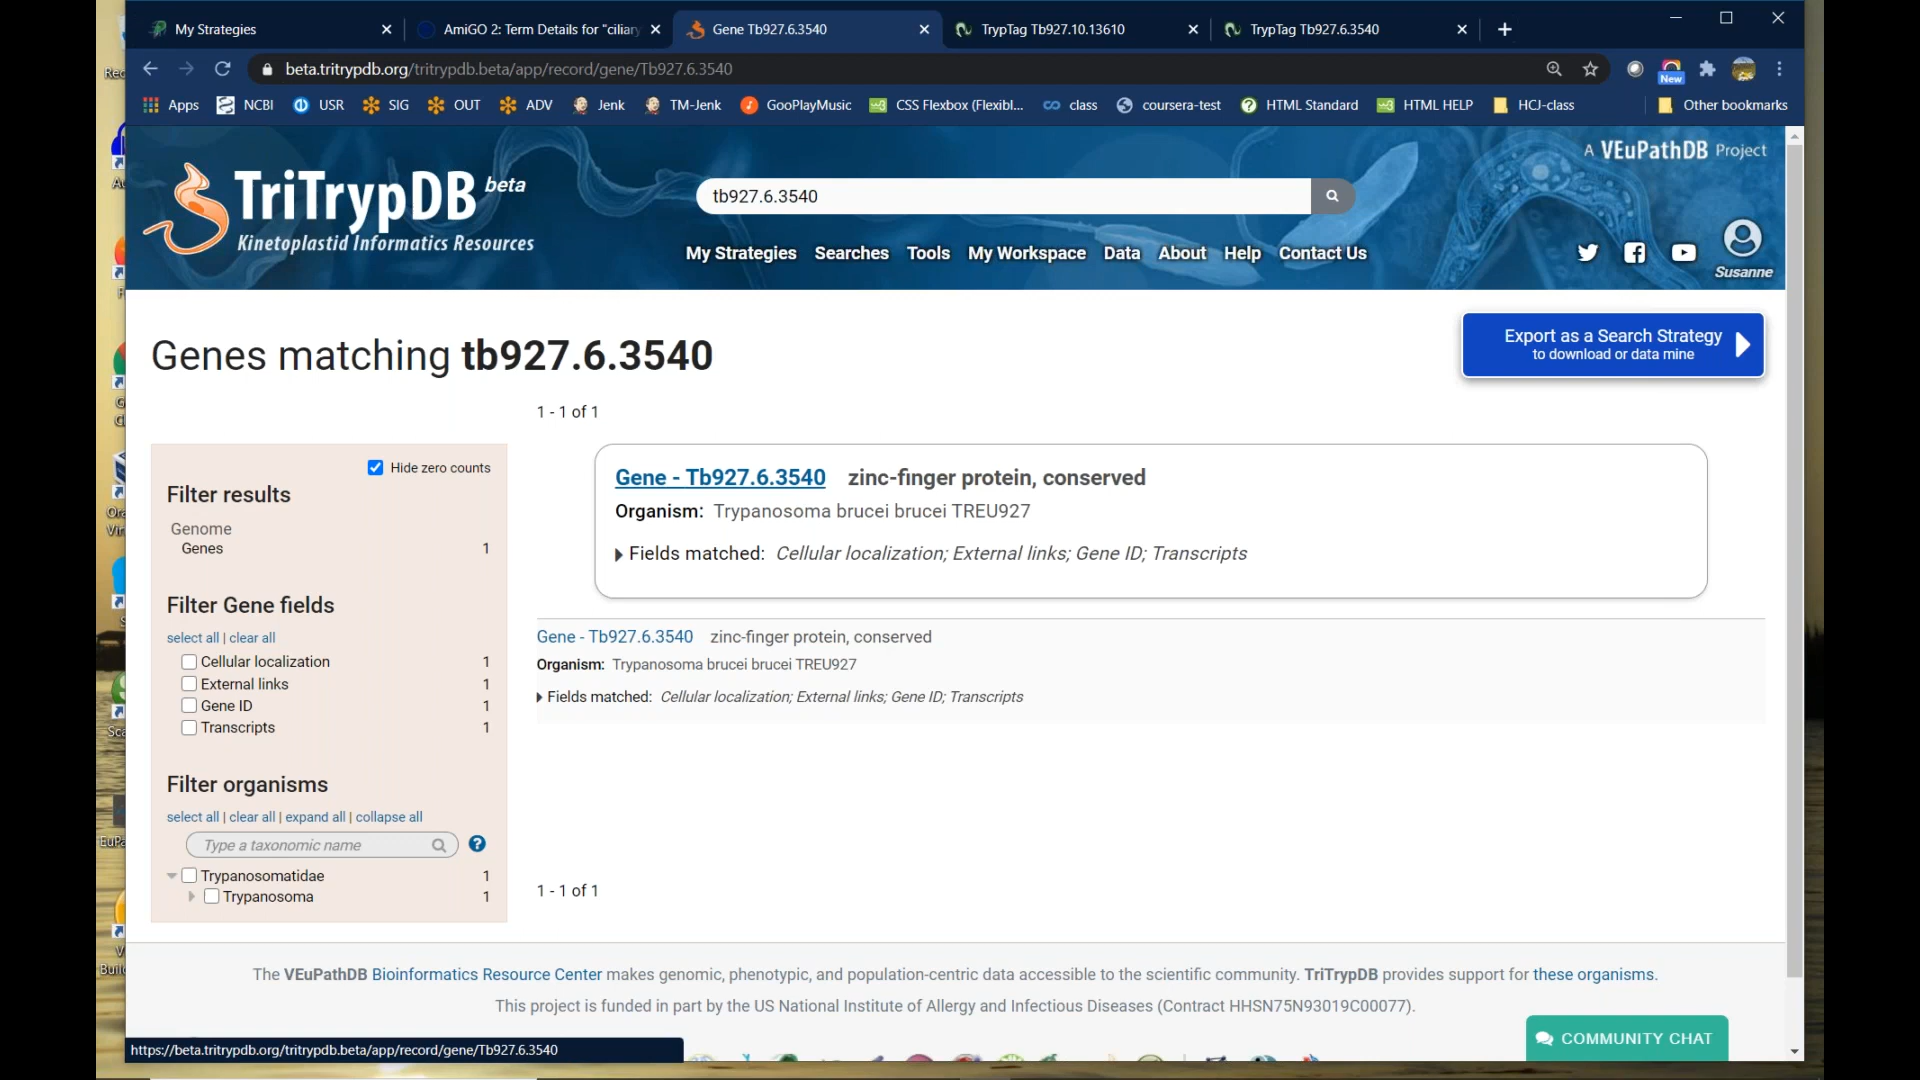 My Strategies
AmiGO 2: Term Details for "ciliary
Gene Tb927.6.3540
TrypTag Tb927.10.13610
TrypTag Tb927.6.3540
beta.tritrypdb.org/tritrypdb.beta/app/record/gene/Tb927.6.3540
New
Apps NCBI USR SIG OUT ADV Jenk TM-Jenk GooPlayMusic CSS Flexbox (Flexibl... class coursera-test HTML Standard HTML HELP HCJ-class Other bookmarks
A VEuPathDB Project
TriTrypDB beta
Kinetoplastid Informatics Resources
tb927.6.3540
My Strategies Searches Tools My Workspace Data About Help Contact Us
Susanne
Genes matching tb927.6.3540
Export as a Search Strategy
to download or data mine
1 - 1 of 1
Hide zero counts
Filter results
Genome
Genes 1
Filter Gene fields
select all | clear all
Cellular localization 1
External links 1
Gene ID 1
Transcripts 1
Filter organisms
select all | clear all | expand all | collapse all
Type a taxonomic name
Trypanosomatidae 1
Trypanosoma 1
Gene - Tb927.6.3540 zinc-finger protein, conserved
Organism: Trypanosoma brucei brucei TREU927
Fields matched: Cellular localization; External links; Gene ID; Transcripts
Gene - Tb927.6.3540 zinc-finger protein, conserved
Organism: Trypanosoma brucei brucei TREU927
Fields matched: Cellular localization; External links; Gene ID; Transcripts
1 - 1 of 1
The VEuPathDB Bioinformatics Resource Center makes genomic, phenotypic, and population-centric data accessible to the scientific community. TriTrypDB provides support for these organisms.
This project is funded in part by the US National Institute of Allergy and Infectious Diseases (Contract HHSN75N93019C00077).
COMMUNITY CHAT
https://beta.tritrypdb.org/tritrypdb.beta/app/record/gene/Tb927.6.3540